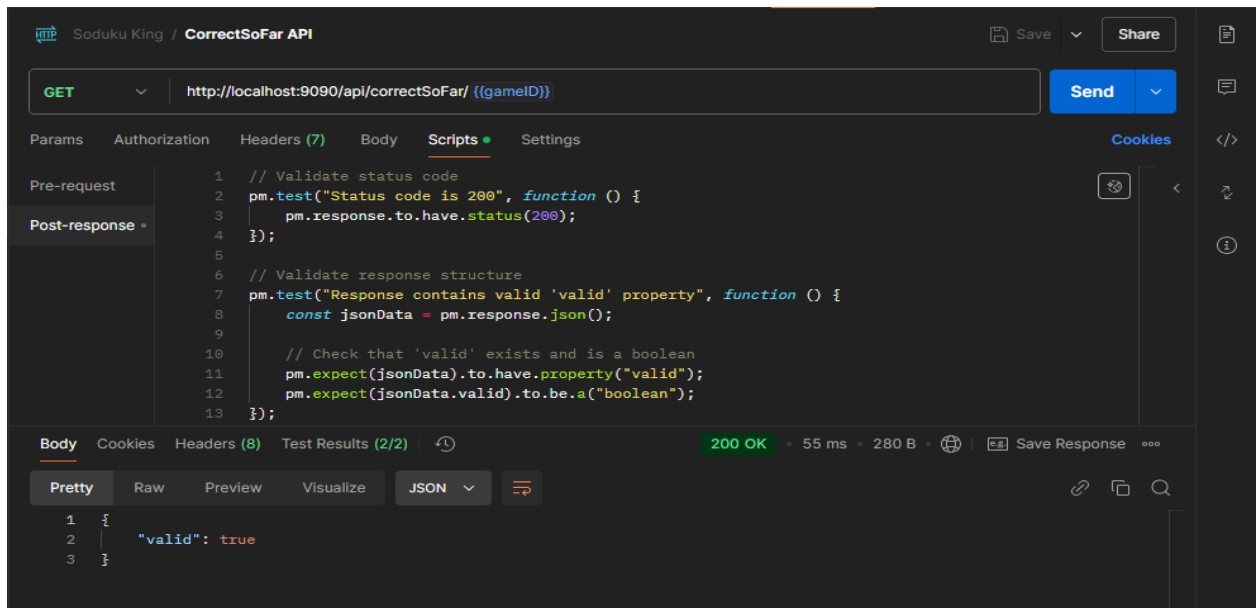 HTTP Soduku King / CorrectSoFar API Save Share
GET http://localhost:9090/api/correctSoFar/ {{gameID}} Send
Params Authorization Headers (7) Body Scripts Settings Cookies
Pre-request
Post-response
1 // Validate status code
2 pm.test("Status code is 200", function () {
3 pm.response.to.have.status(200);
4 });
5
6 // Validate response structure
7 pm.test("Response contains valid 'valid' property", function () {
8 const jsonData = pm.response.json();
9
10 // Check that 'valid' exists and is a boolean
11 pm.expect(jsonData).to.have.property("valid");
12 pm.expect(jsonData.valid).to.be.a("boolean");
13 });
Body Cookies Headers (8) Test Results (2/2) 200 OK • 55 ms • 280 B • e.g. Save Response
Pretty Raw Preview Visualize JSON
1 {
2 "valid": true
3 }